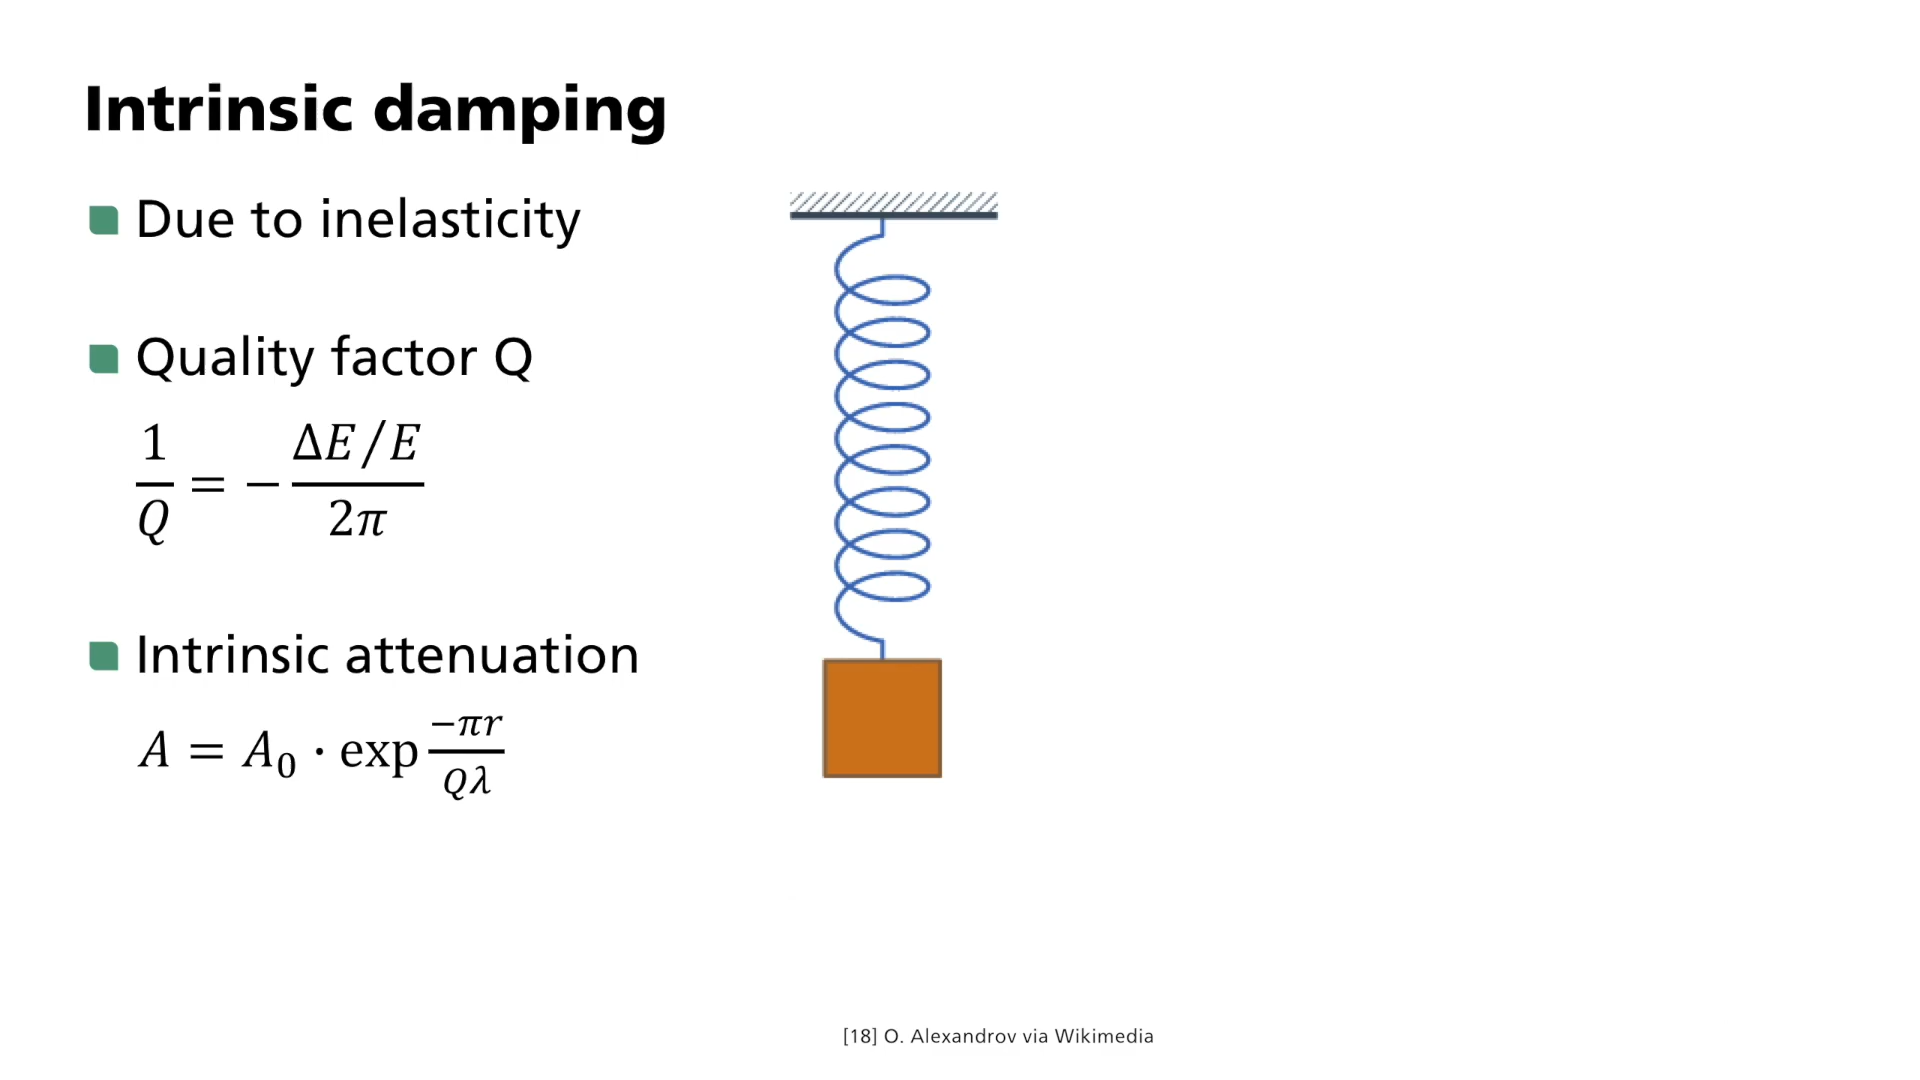 Intrinsic damping
Due to inelasticity
Quality factor Q
1/Q = − (ΔE/E)/2π
Intrinsic attenuation
A = A₀ · exp −πr/Qλ
[18] O. Alexandrov via Wikimedia